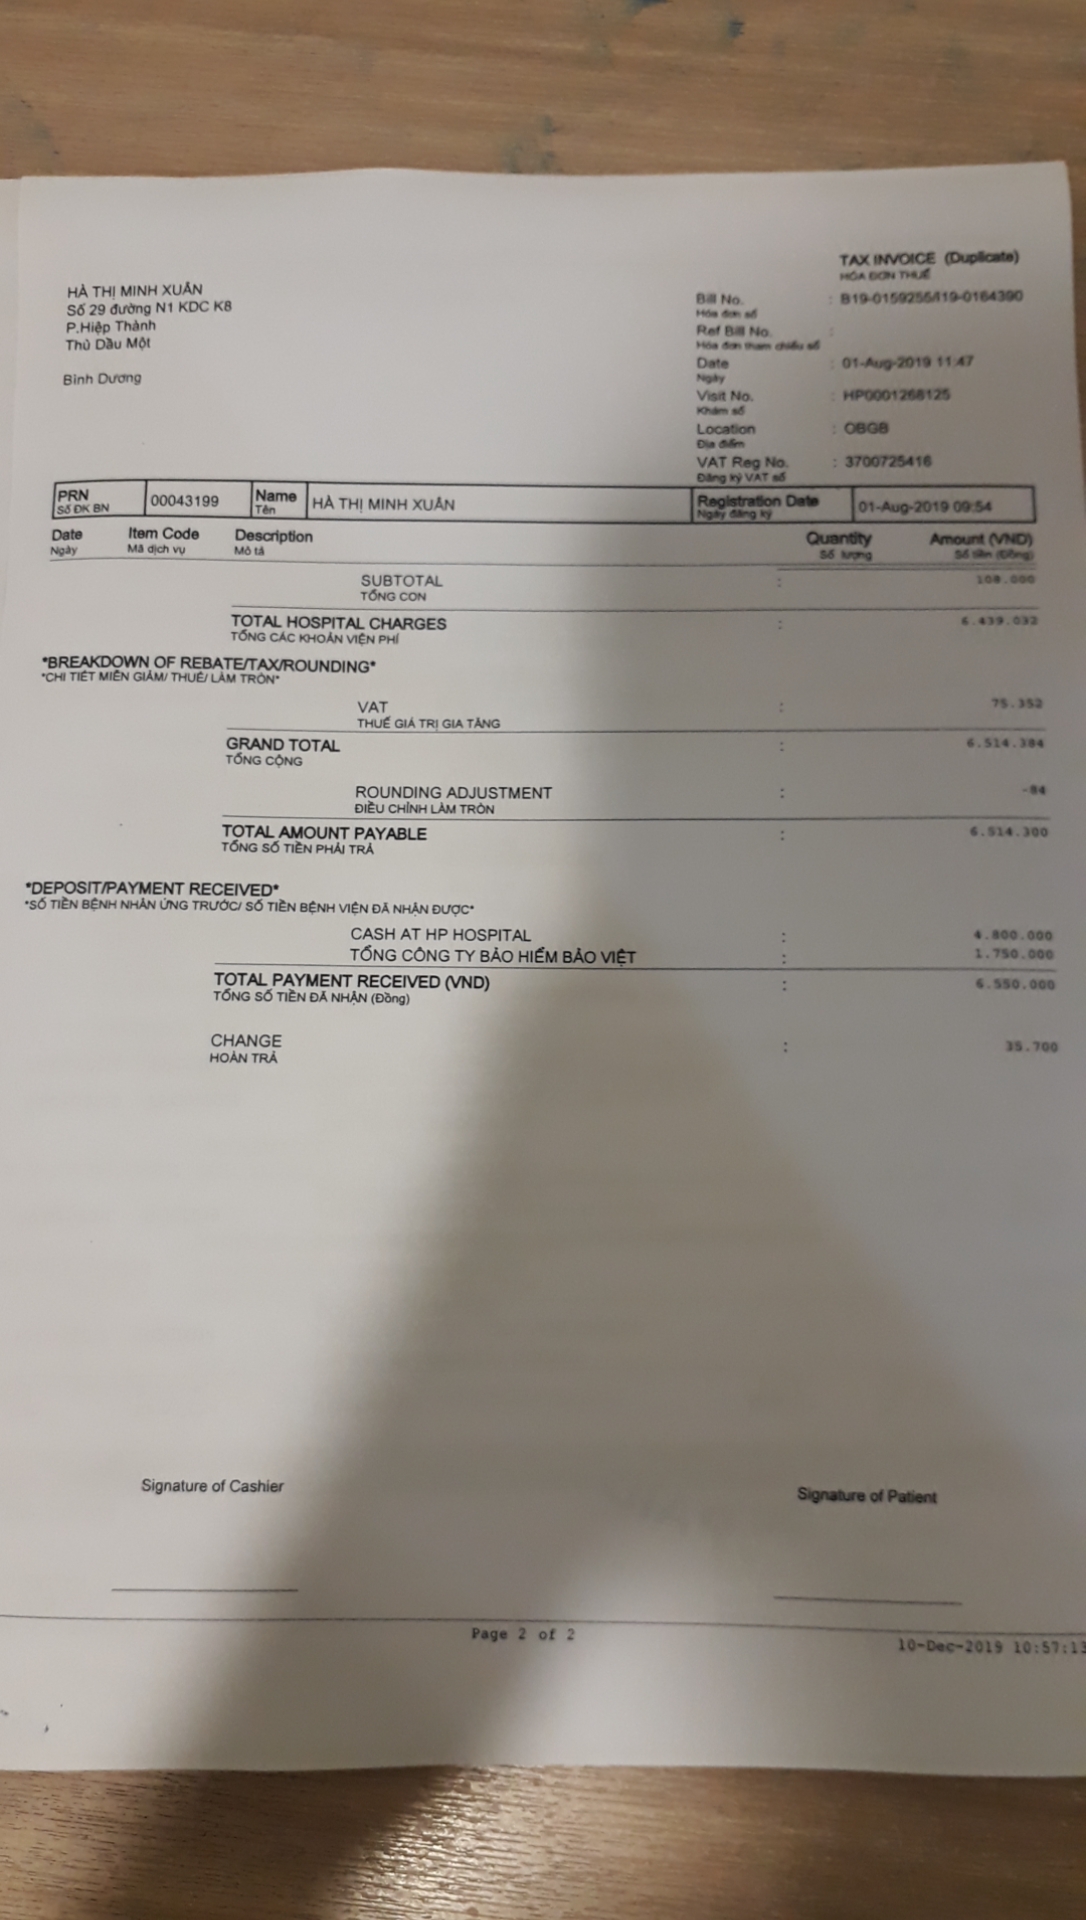 TAX INVOICE (Duplicate)
HÓA ĐƠN THUẾ
HÀ THỊ MINH XUÂN
Số 29 đường N1 KDC K8
P.Hiệp Thành
Thủ Dầu Một
Bình Dương
Bill No. : B19-0159255/I19-0164390
Hóa đơn số
Ref Bill No. :
Hóa đơn tham chiếu số
Date : 01-Aug-2019 11:47
Ngày
Visit No. : HP0001268125
Khám số
Location : OBGB
Địa điểm
VAT Reg No. : 3700725416
Đăng ký VAT số
PRN 00043199 Name HÀ THỊ MINH XUÂN Registration Date 01-Aug-2019 09:54
Số ĐK BN Tên Ngày đăng ký
Date Item Code Description Quantity Amount (VND)
Ngày Mã dịch vụ Mô tả Số lượng Số tiền (Đồng)
SUBTOTAL : 108.000
TỔNG CON
TOTAL HOSPITAL CHARGES : 6.439.032
TỔNG CÁC KHOẢN VIỆN PHÍ
*BREAKDOWN OF REBATE/TAX/ROUNDING*
*CHI TIẾT MIỄN GIẢM/ THUẾ/ LÀM TRÒN*
VAT : 75.352
THUẾ GIÁ TRỊ GIA TĂNG
GRAND TOTAL : 6.514.384
TỔNG CỘNG
ROUNDING ADJUSTMENT : -84
ĐIỀU CHỈNH LÀM TRÒN
TOTAL AMOUNT PAYABLE : 6.514.300
TỔNG SỐ TIỀN PHẢI TRẢ
*DEPOSIT/PAYMENT RECEIVED*
*SỐ TIỀN BỆNH NHÂN ỨNG TRƯỚC/ SỐ TIỀN BỆNH VIỆN ĐÃ NHẬN ĐƯỢC*
CASH AT HP HOSPITAL : 4.800.000
TỔNG CÔNG TY BẢO HIỂM BẢO VIỆT : 1.750.000
TOTAL PAYMENT RECEIVED (VND) : 6.550.000
TỔNG SỐ TIỀN ĐÃ NHẬN (Đồng)
CHANGE : 35.700
HOÀN TRẢ
Signature of Cashier Signature of Patient
Page 2 of 2
10-Dec-2019 10:57:13